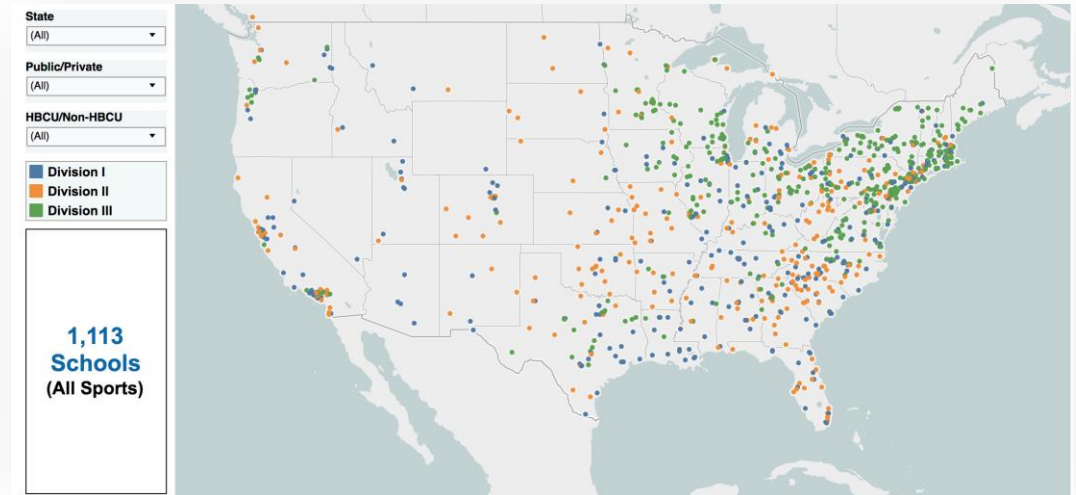 State
(All)
Public/Private
(All)
HBCU/Non-HBCU
(All)
Division I
Division II
Division III
1,113
Schools
(All Sports)